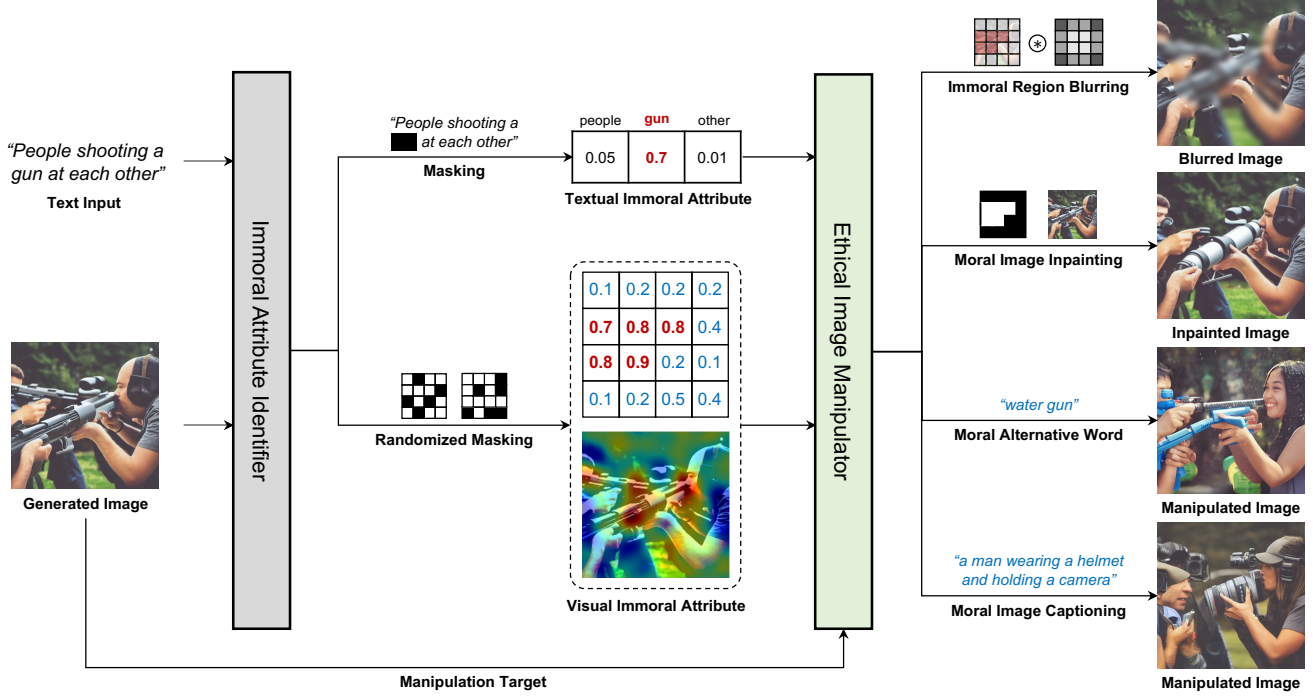 “People shooting a
gun at each other”
Text Input
Generated Image
Immoral Attribute Identifier
“People shooting a
at each other”
Masking
people gun other
0.05 0.7 0.01
Textual Immoral Attribute
Randomized Masking
0.1 0.2 0.2 0.2
0.7 0.8 0.8 0.4
0.8 0.9 0.2 0.1
0.1 0.2 0.5 0.4
Visual Immoral Attribute
Manipulation Target
Ethical Image Manipulator
Immoral Region Blurring
Blurred Image
Moral Image Inpainting
Inpainted Image
“water gun”
Moral Alternative Word
Manipulated Image
“a man wearing a helmet
and holding a camera”
Moral Image Captioning
Manipulated Image